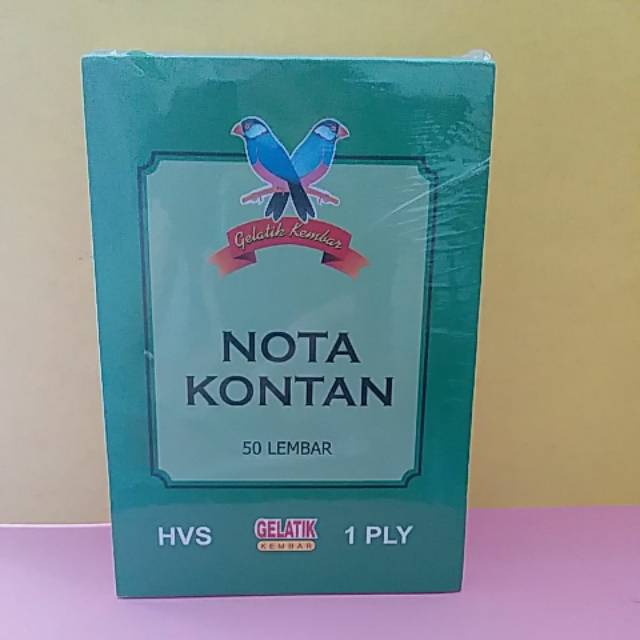 Gelatik Kembar
NOTA
KONTAN
50 LEMBAR
HVS
GELATIK
KEMBAR
1 PLY